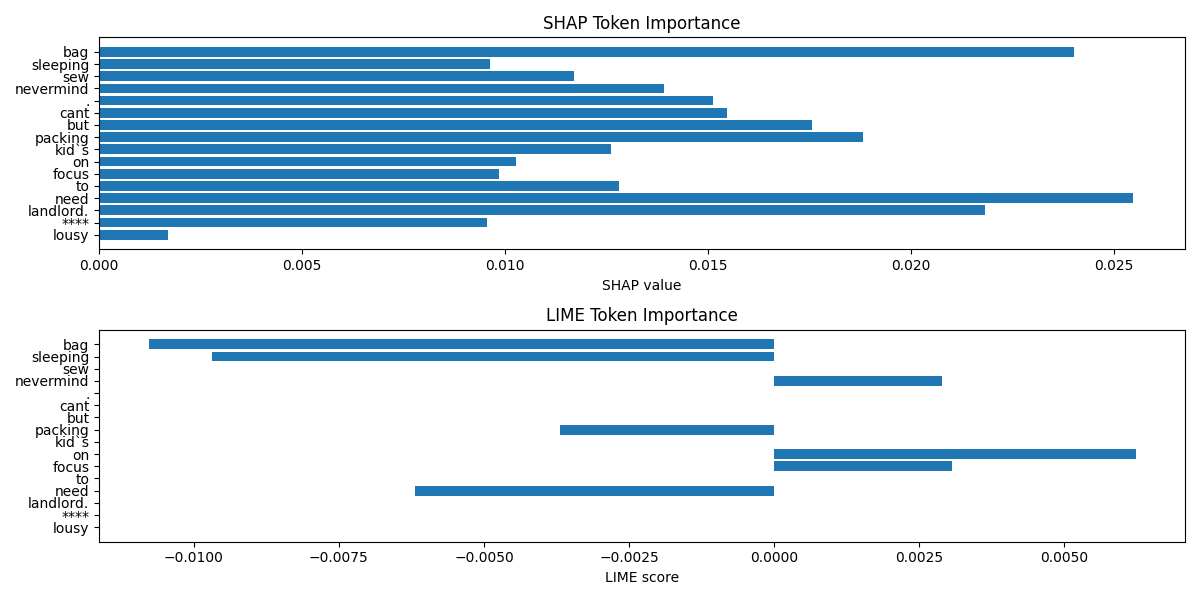 SHAP Token Importance
bag
sleeping
sew
nevermind
.
cant
but
packing
kid`s
on
focus
to
need
landlord.
****
lousy
0.000 0.005 0.010 0.015 0.020 0.025
SHAP value
LIME Token Importance
bag
sleeping
sew
nevermind
.
cant
but
packing
kid`s
on
focus
to
need
landlord.
****
lousy
−0.0100 −0.0075 −0.0050 −0.0025 0.0000 0.0025 0.0050
LIME score